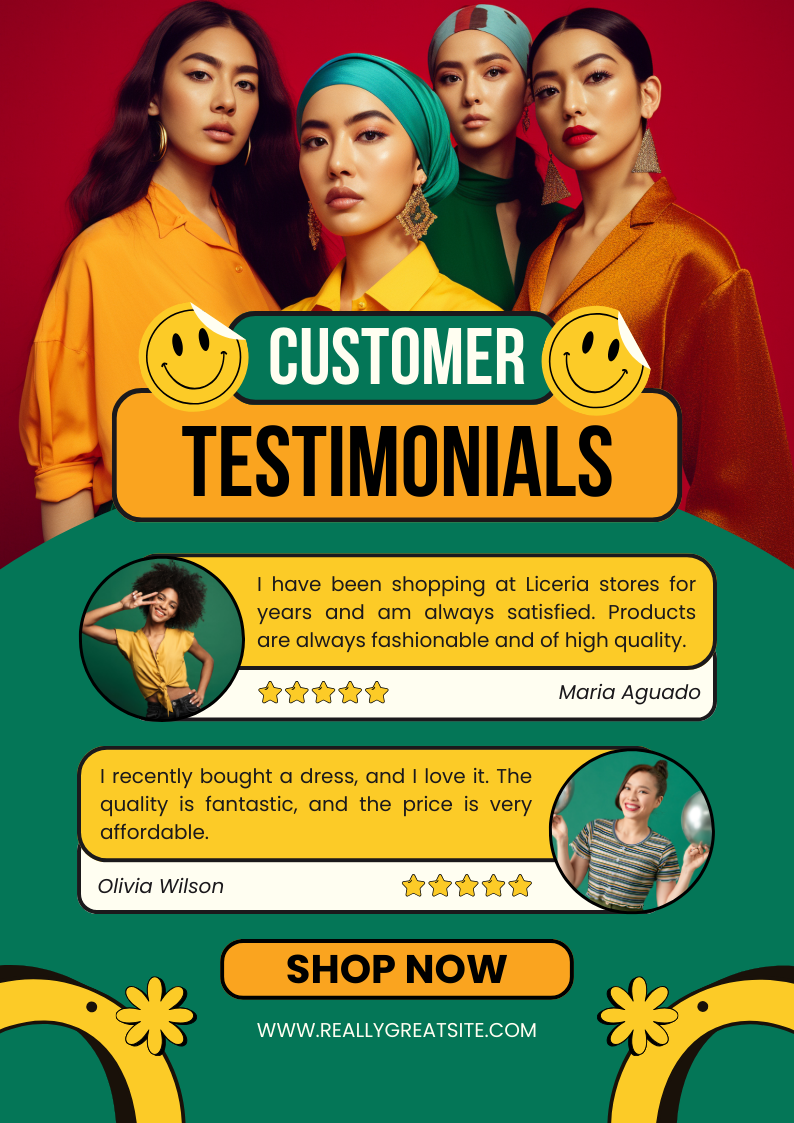 CUSTOMER
TESTIMONIALS
I have been shopping at Liceria stores for
years and am always satisfied. Products
are always fashionable and of high quality.
Maria Aguado
I recently bought a dress, and I love it. The
quality is fantastic, and the price is very
affordable.
Olivia Wilson
SHOP NOW
WWW.REALLYGREATSITE.COM